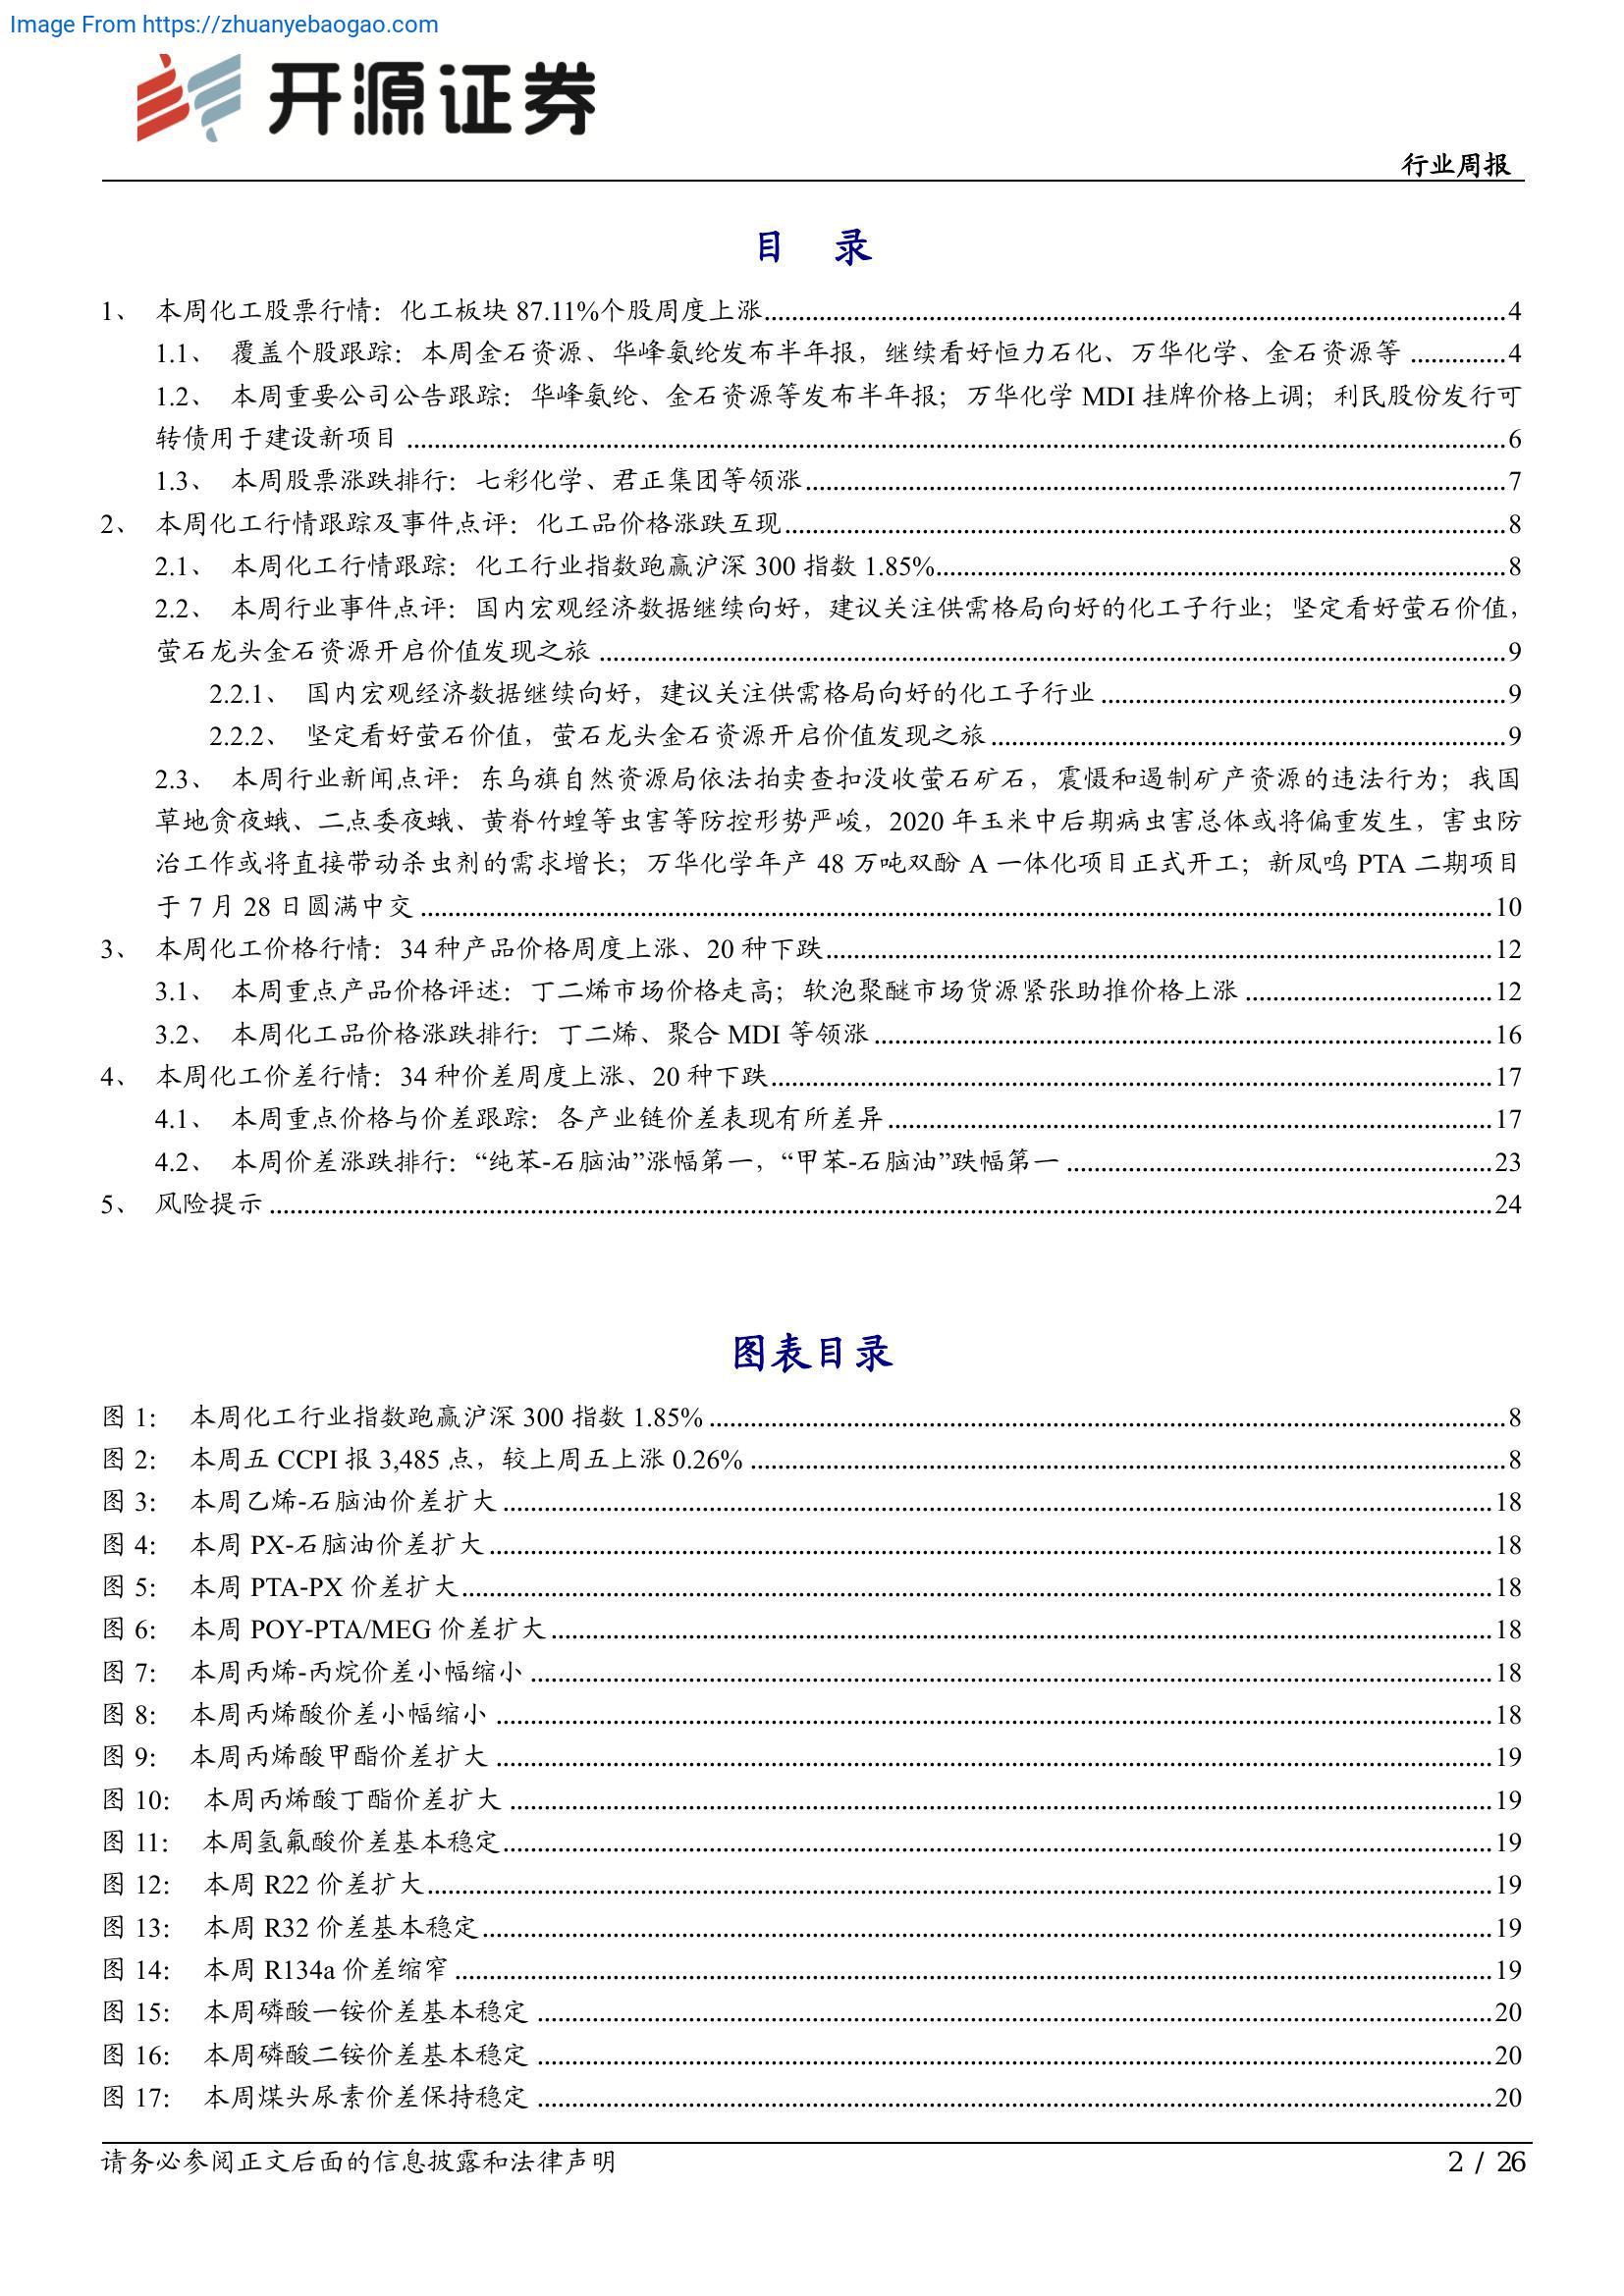 Image From https://zhuanyebaogao.com
开源证券
行业周报
目 录
1、 本周化工股票行情：化工板块 87.11%个股周度上涨 4
1.1、 覆盖个股跟踪：本周金石资源、华峰氨纶发布半年报，继续看好恒力石化、万华化学、金石资源等 4
1.2、 本周重要公司公告跟踪：华峰氨纶、金石资源等发布半年报；万华化学 MDI 挂牌价格上调；利民股份发行可
转债用于建设新项目 6
1.3、 本周股票涨跌排行：七彩化学、君正集团等领涨 7
2、 本周化工行情跟踪及事件点评：化工品价格涨跌互现 8
2.1、 本周化工行情跟踪：化工行业指数跑赢沪深 300 指数 1.85% 8
2.2、 本周行业事件点评：国内宏观经济数据继续向好，建议关注供需格局向好的化工子行业；坚定看好萤石价值，
萤石龙头金石资源开启价值发现之旅 9
2.2.1、 国内宏观经济数据继续向好，建议关注供需格局向好的化工子行业 9
2.2.2、 坚定看好萤石价值，萤石龙头金石资源开启价值发现之旅 9
2.3、 本周行业新闻点评：东乌旗自然资源局依法拍卖查扣没收萤石矿石，震慑和遏制矿产资源的违法行为；我国
草地贪夜蛾、二点委夜蛾、黄脊竹蝗等虫害等防控形势严峻，2020 年玉米中后期病虫害总体或将偏重发生，害虫防
治工作或将直接带动杀虫剂的需求增长；万华化学年产 48 万吨双酚 A 一体化项目正式开工；新凤鸣 PTA 二期项目
于 7 月 28 日圆满中交 10
3、 本周化工价格行情：34 种产品价格周度上涨、20 种下跌 12
3.1、 本周重点产品价格评述：丁二烯市场价格走高；软泡聚醚市场货源紧张助推价格上涨 12
3.2、 本周化工品价格涨跌排行：丁二烯、聚合 MDI 等领涨 16
4、 本周化工价差行情：34 种价差周度上涨、20 种下跌 17
4.1、 本周重点价格与价差跟踪：各产业链价差表现有所差异 17
4.2、 本周价差涨跌排行：“纯苯-石脑油”涨幅第一，“甲苯-石脑油”跌幅第一 23
5、 风险提示 24
图表目录
图 1： 本周化工行业指数跑赢沪深 300 指数 1.85% 8
图 2： 本周五 CCPI 报 3,485 点，较上周五上涨 0.26% 8
图 3： 本周乙烯-石脑油价差扩大 18
图 4： 本周 PX-石脑油价差扩大 18
图 5： 本周 PTA-PX 价差扩大 18
图 6： 本周 POY-PTA/MEG 价差扩大 18
图 7： 本周丙烯-丙烷价差小幅缩小 18
图 8： 本周丙烯酸价差小幅缩小 18
图 9： 本周丙烯酸甲酯价差扩大 19
图 10： 本周丙烯酸丁酯价差扩大 19
图 11： 本周氢氟酸价差基本稳定 19
图 12： 本周 R22 价差扩大 19
图 13： 本周 R32 价差基本稳定 19
图 14： 本周 R134a 价差缩窄 19
图 15： 本周磷酸一铵价差基本稳定 20
图 16： 本周磷酸二铵价差基本稳定 20
图 17： 本周煤头尿素价差保持稳定 20
请务必参阅正文后面的信息披露和法律声明
2 / 26